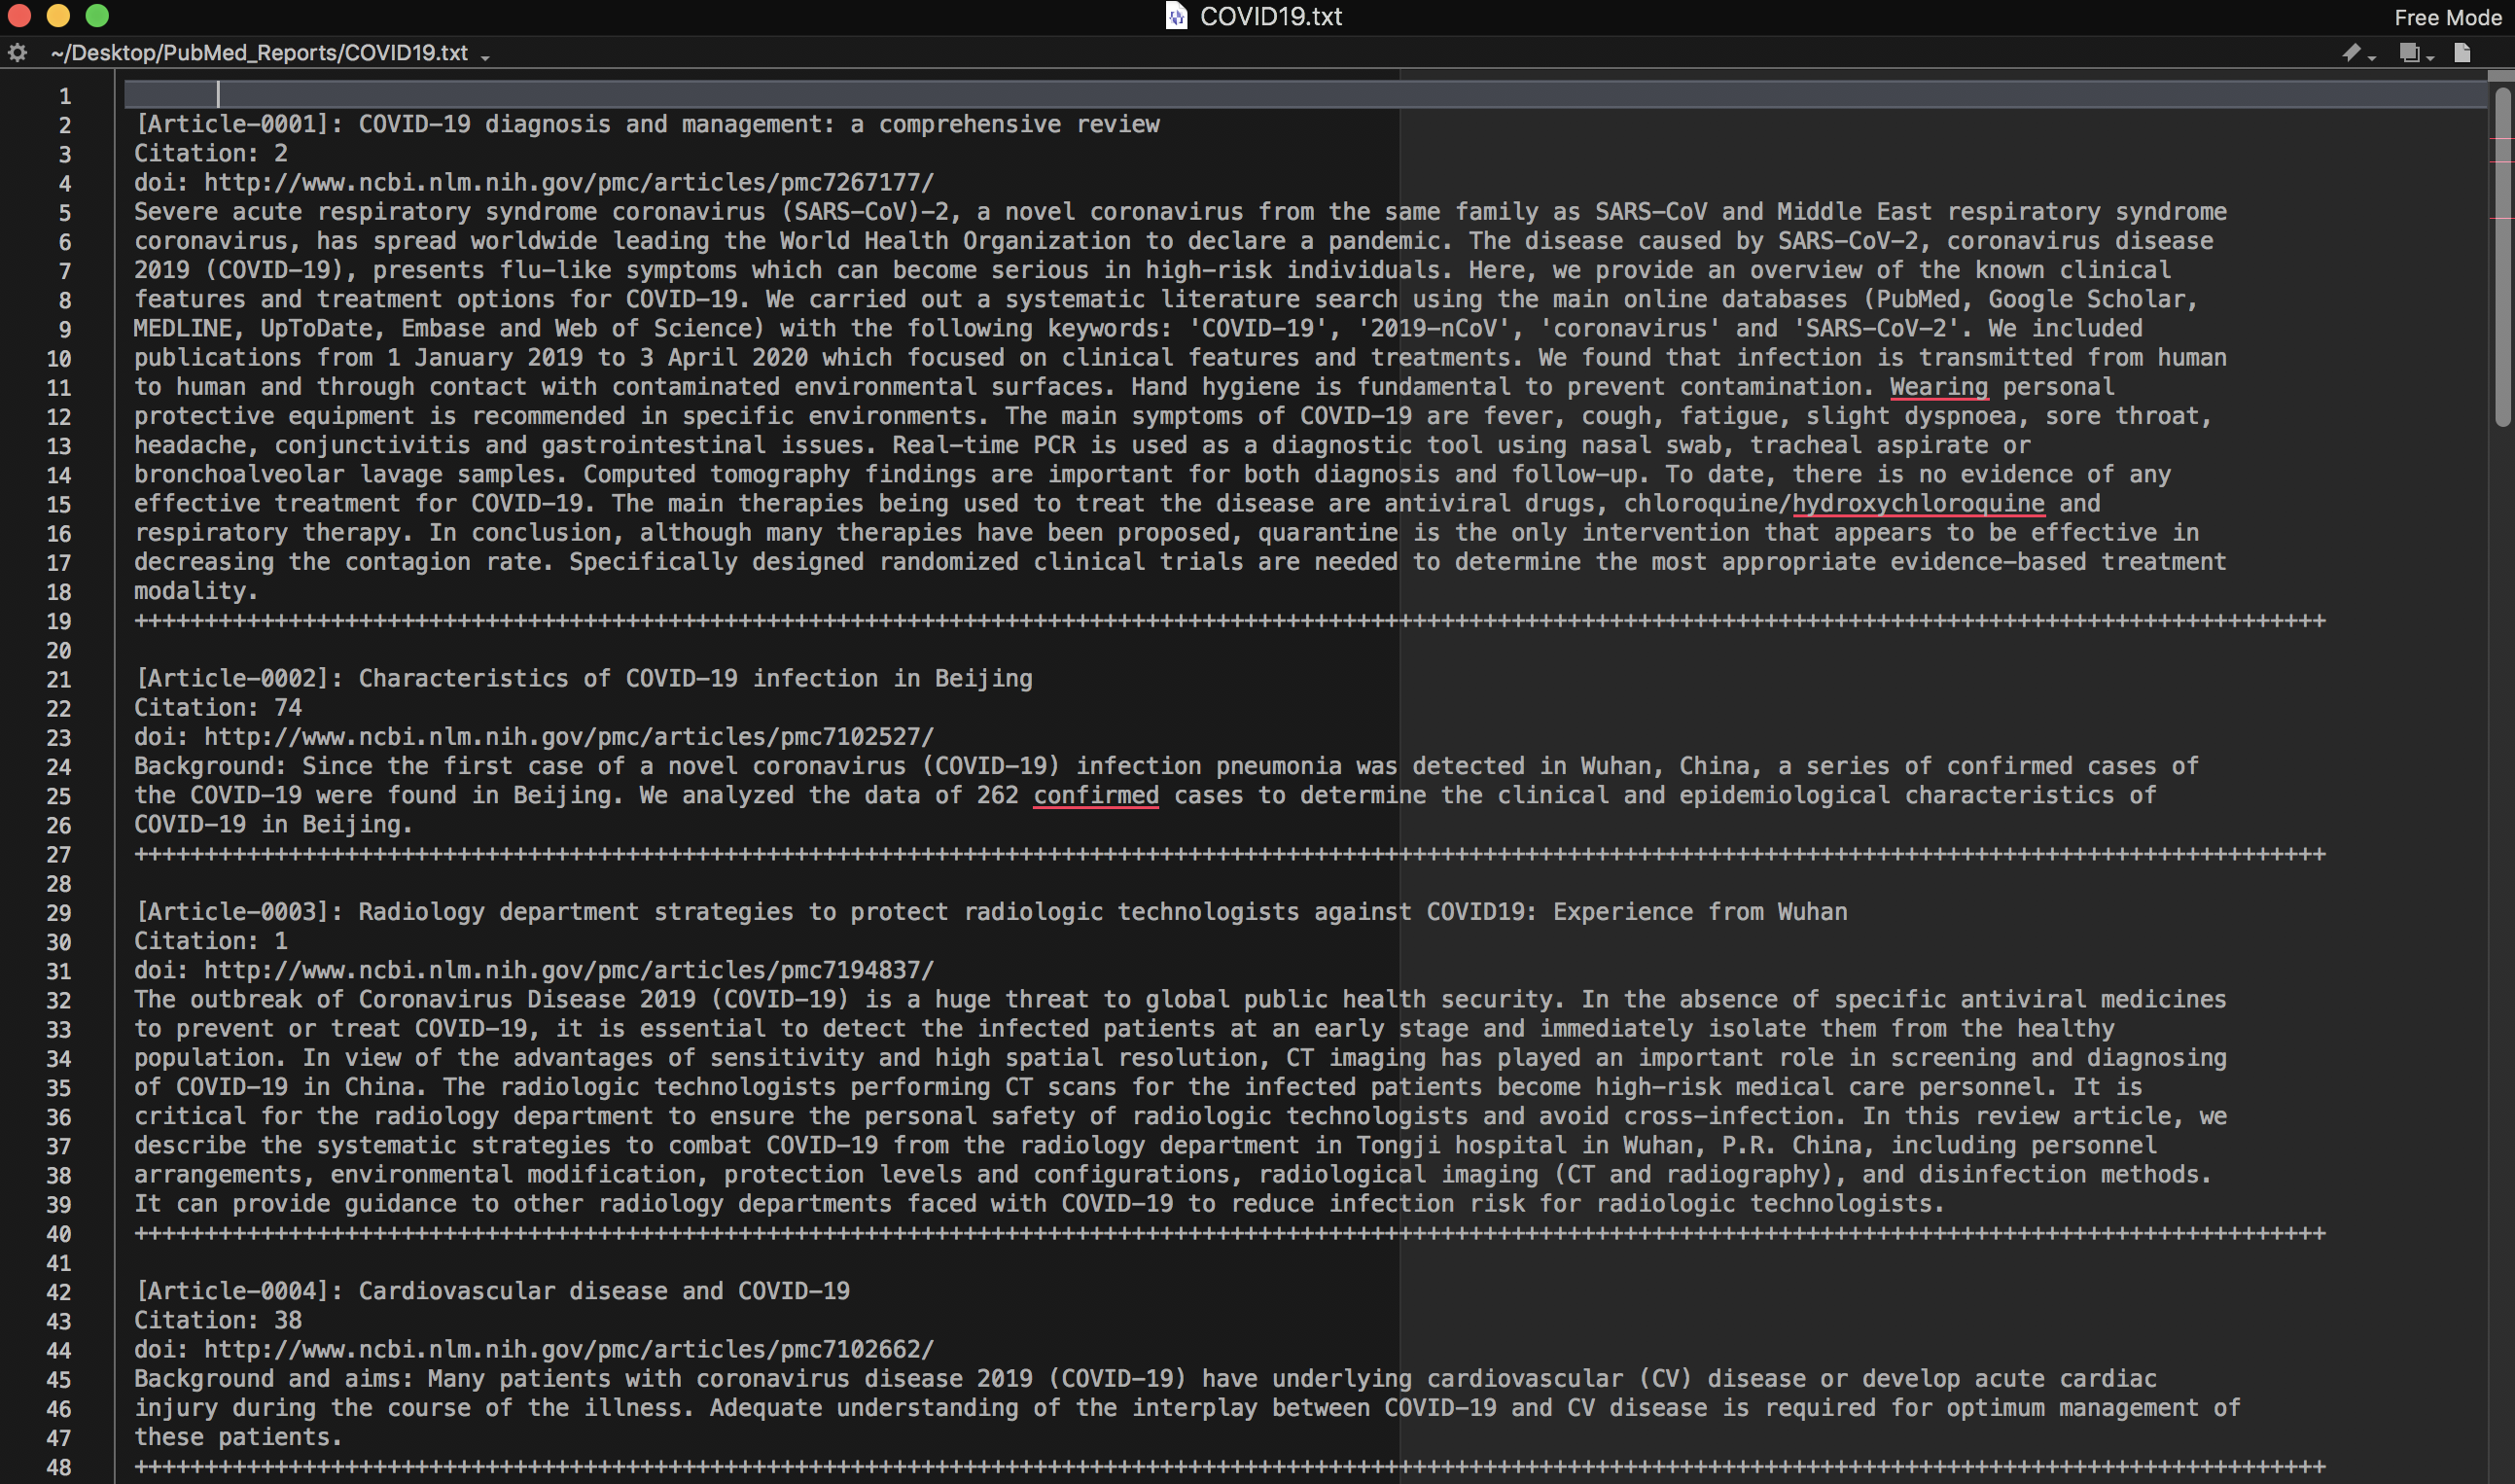 COVID19.txt
Free Mode
~/Desktop/PubMed_Reports/COVID19.txt
1
2 [Article-0001]: COVID-19 diagnosis and management: a comprehensive review
3 Citation: 2
4 doi: http://www.ncbi.nlm.nih.gov/pmc/articles/pmc7267177/
5 Severe acute respiratory syndrome coronavirus (SARS-CoV)-2, a novel coronavirus from the same family as SARS-CoV and Middle East respiratory syndrome
6 coronavirus, has spread worldwide leading the World Health Organization to declare a pandemic. The disease caused by SARS-CoV-2, coronavirus disease
7 2019 (COVID-19), presents flu-like symptoms which can become serious in high-risk individuals. Here, we provide an overview of the known clinical
8 features and treatment options for COVID-19. We carried out a systematic literature search using the main online databases (PubMed, Google Scholar,
9 MEDLINE, UpToDate, Embase and Web of Science) with the following keywords: 'COVID-19', '2019-nCoV', 'coronavirus' and 'SARS-CoV-2'. We included
10 publications from 1 January 2019 to 3 April 2020 which focused on clinical features and treatments. We found that infection is transmitted from human
11 to human and through contact with contaminated environmental surfaces. Hand hygiene is fundamental to prevent contamination. Wearing personal
12 protective equipment is recommended in specific environments. The main symptoms of COVID-19 are fever, cough, fatigue, slight dyspnoea, sore throat,
13 headache, conjunctivitis and gastrointestinal issues. Real-time PCR is used as a diagnostic tool using nasal swab, tracheal aspirate or
14 bronchoalveolar lavage samples. Computed tomography findings are important for both diagnosis and follow-up. To date, there is no evidence of any
15 effective treatment for COVID-19. The main therapies being used to treat the disease are antiviral drugs, chloroquine/hydroxychloroquine and
16 respiratory therapy. In conclusion, although many therapies have been proposed, quarantine is the only intervention that appears to be effective in
17 decreasing the contagion rate. Specifically designed randomized clinical trials are needed to determine the most appropriate evidence-based treatment
18 modality.
19 ++++++++++++++++++++++++++++++++++++++++++++++++++++++++++++++++++++++++++++++++++++++++++++++++++++++++++++++++++++++++++++++++++++++++++++++++++++++++++++
20
21 [Article-0002]: Characteristics of COVID-19 infection in Beijing
22 Citation: 74
23 doi: http://www.ncbi.nlm.nih.gov/pmc/articles/pmc7102527/
24 Background: Since the first case of a novel coronavirus (COVID-19) infection pneumonia was detected in Wuhan, China, a series of confirmed cases of
25 the COVID-19 were found in Beijing. We analyzed the data of 262 confirmed cases to determine the clinical and epidemiological characteristics of
26 COVID-19 in Beijing.
27 ++++++++++++++++++++++++++++++++++++++++++++++++++++++++++++++++++++++++++++++++++++++++++++++++++++++++++++++++++++++++++++++++++++++++++++++++++++++++++++
28
29 [Article-0003]: Radiology department strategies to protect radiologic technologists against COVID19: Experience from Wuhan
30 Citation: 1
31 doi: http://www.ncbi.nlm.nih.gov/pmc/articles/pmc7194837/
32 The outbreak of Coronavirus Disease 2019 (COVID-19) is a huge threat to global public health security. In the absence of specific antiviral medicines
33 to prevent or treat COVID-19, it is essential to detect the infected patients at an early stage and immediately isolate them from the healthy
34 population. In view of the advantages of sensitivity and high spatial resolution, CT imaging has played an important role in screening and diagnosing
35 of COVID-19 in China. The radiologic technologists performing CT scans for the infected patients become high-risk medical care personnel. It is
36 critical for the radiology department to ensure the personal safety of radiologic technologists and avoid cross-infection. In this review article, we
37 describe the systematic strategies to combat COVID-19 from the radiology department in Tongji hospital in Wuhan, P.R. China, including personnel
38 arrangements, environmental modification, protection levels and configurations, radiological imaging (CT and radiography), and disinfection methods.
39 It can provide guidance to other radiology departments faced with COVID-19 to reduce infection risk for radiologic technologists.
40 ++++++++++++++++++++++++++++++++++++++++++++++++++++++++++++++++++++++++++++++++++++++++++++++++++++++++++++++++++++++++++++++++++++++++++++++++++++++++++++
41
42 [Article-0004]: Cardiovascular disease and COVID-19
43 Citation: 38
44 doi: http://www.ncbi.nlm.nih.gov/pmc/articles/pmc7102662/
45 Background and aims: Many patients with coronavirus disease 2019 (COVID-19) have underlying cardiovascular (CV) disease or develop acute cardiac
46 injury during the course of the illness. Adequate understanding of the interplay between COVID-19 and CV disease is required for optimum management of
47 these patients.
48 ++++++++++++++++++++++++++++++++++++++++++++++++++++++++++++++++++++++++++++++++++++++++++++++++++++++++++++++++++++++++++++++++++++++++++++++++++++++++++++